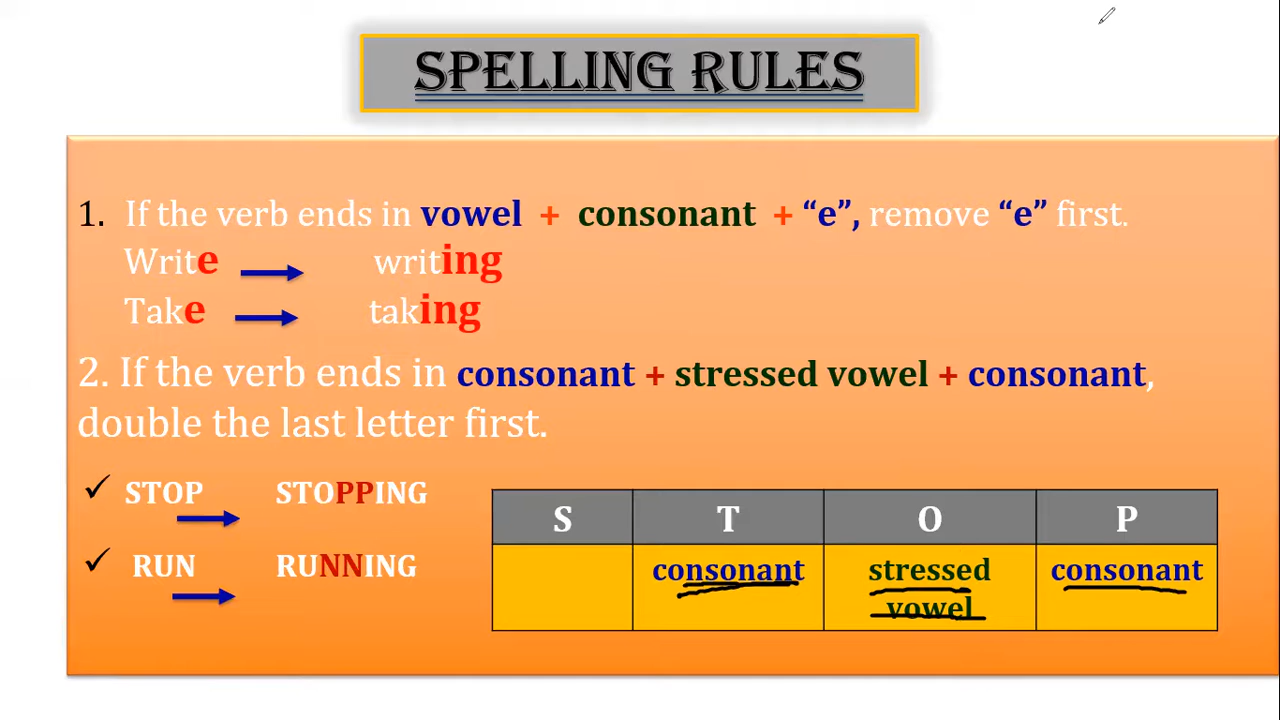 SPELLING RULES
1. If the verb ends in vowel + consonant + “e”, remove “e” first.
Write writing
Take taking
2. If the verb ends in consonant + stressed vowel + consonant,
double the last letter first.
✓ STOP STOPPING
✓ RUN RUNNING
S T O P
consonant stressed consonant
vowel